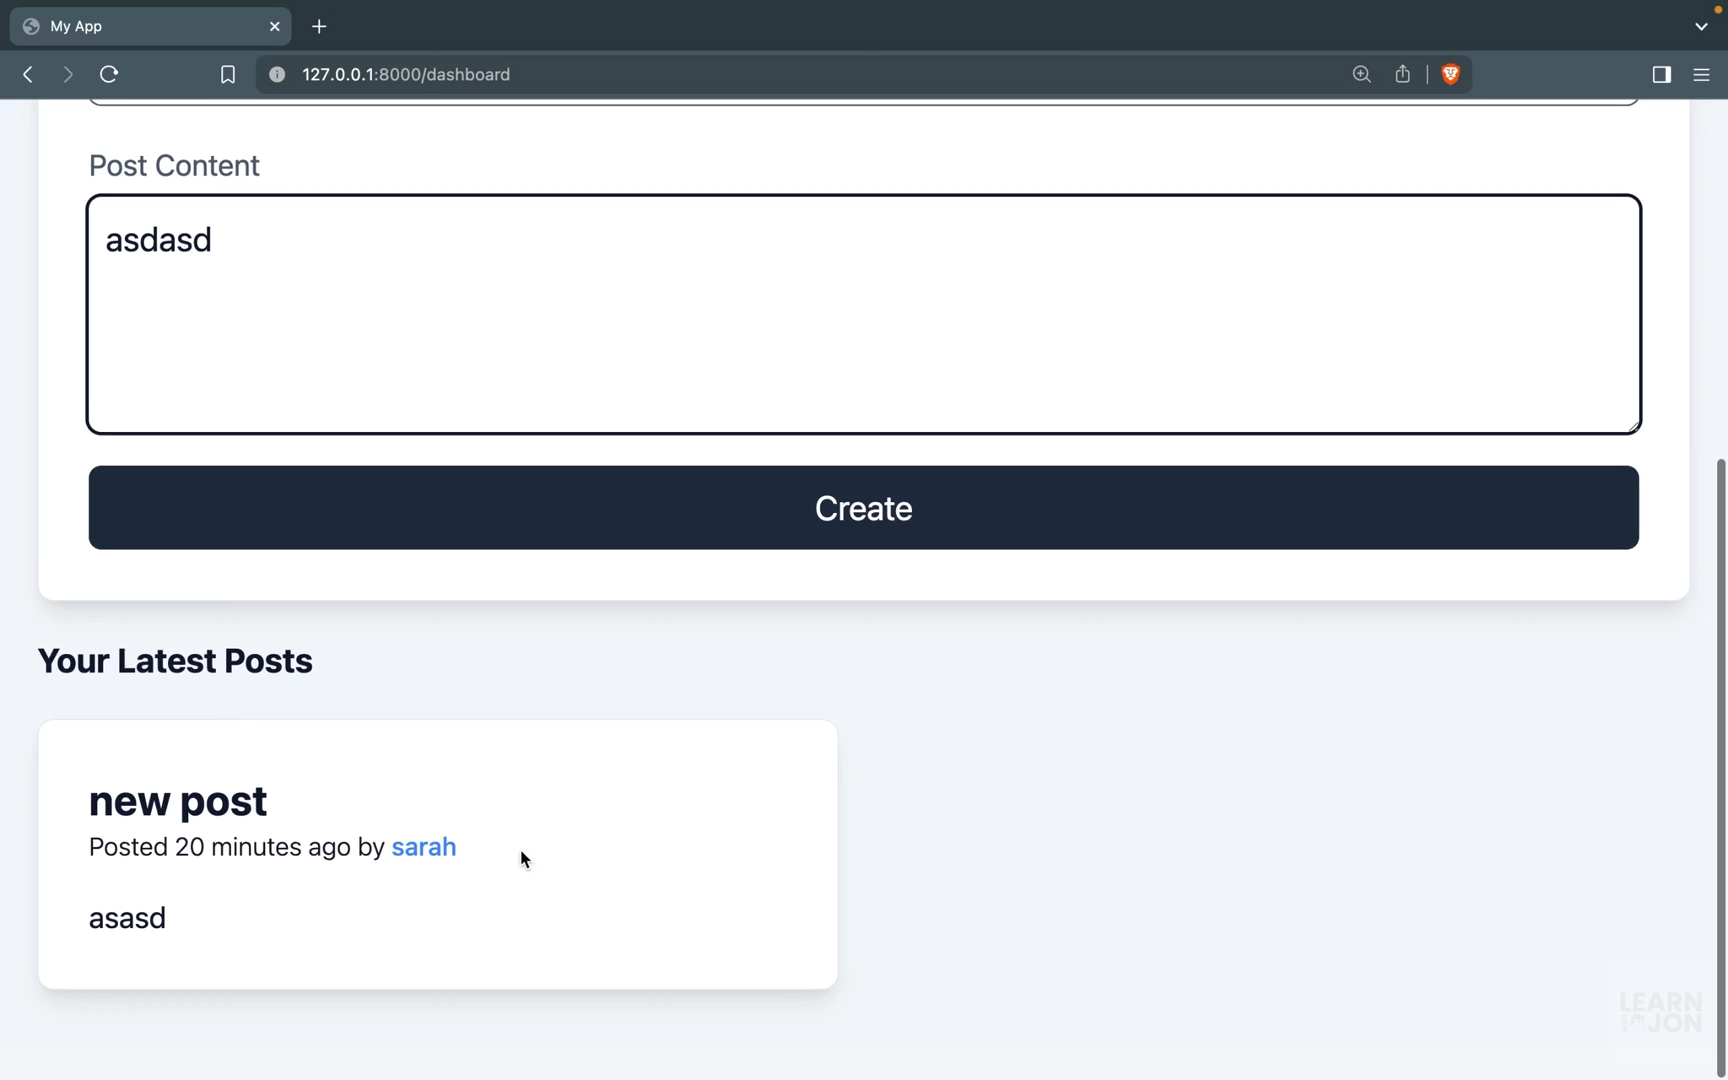 My App
127.0.0.1:8000/dashboard
Post Content
asdasd
Create
Your Latest Posts
new post
Posted 20 minutes ago by sarah
asasd
LEARN
JON